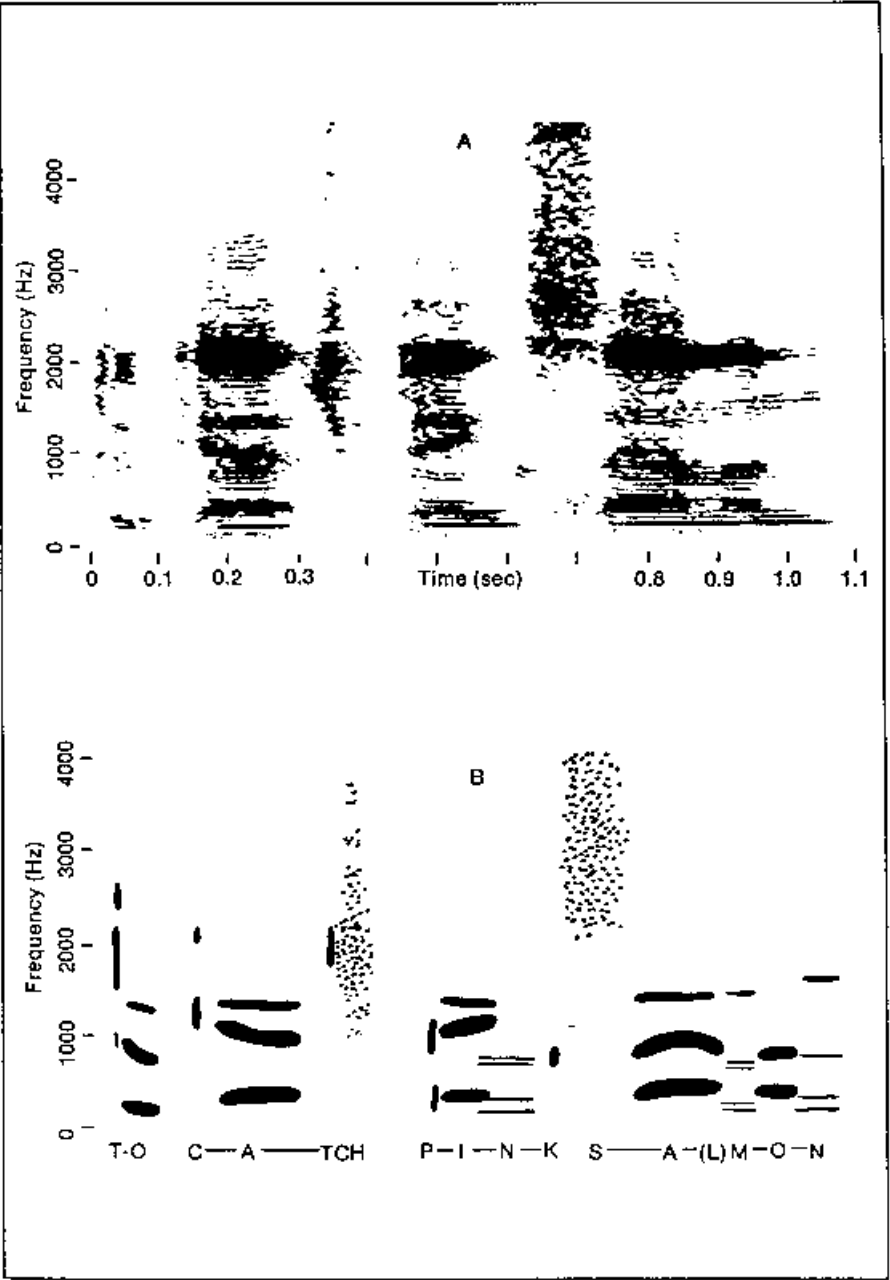 A
Frequency (Hz)
4000
3000
2000
1000
0
0 0.1 0.2 0.3 Time (sec) 0.8 0.9 1.0 1.1
B
Frequency (Hz)
4000
3000
2000
1000
0
T-O C—A—TCH P—I—N—K S—A—(L)M—O—N